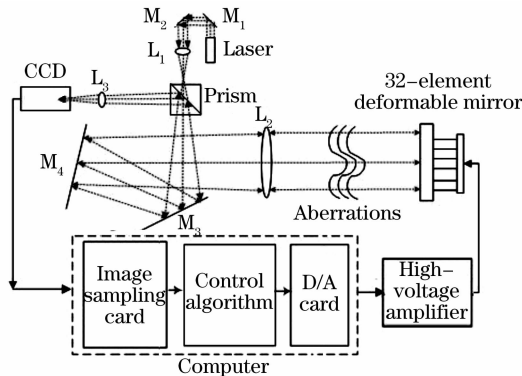 M2
M1
L1
Laser
CCD
L3
Prism
32-element
deformable mirror
L2
M4
Aberrations
M3
Image
sampling
card
Control
algorithm
D/A
card
High-
voltage
amplifier
Computer